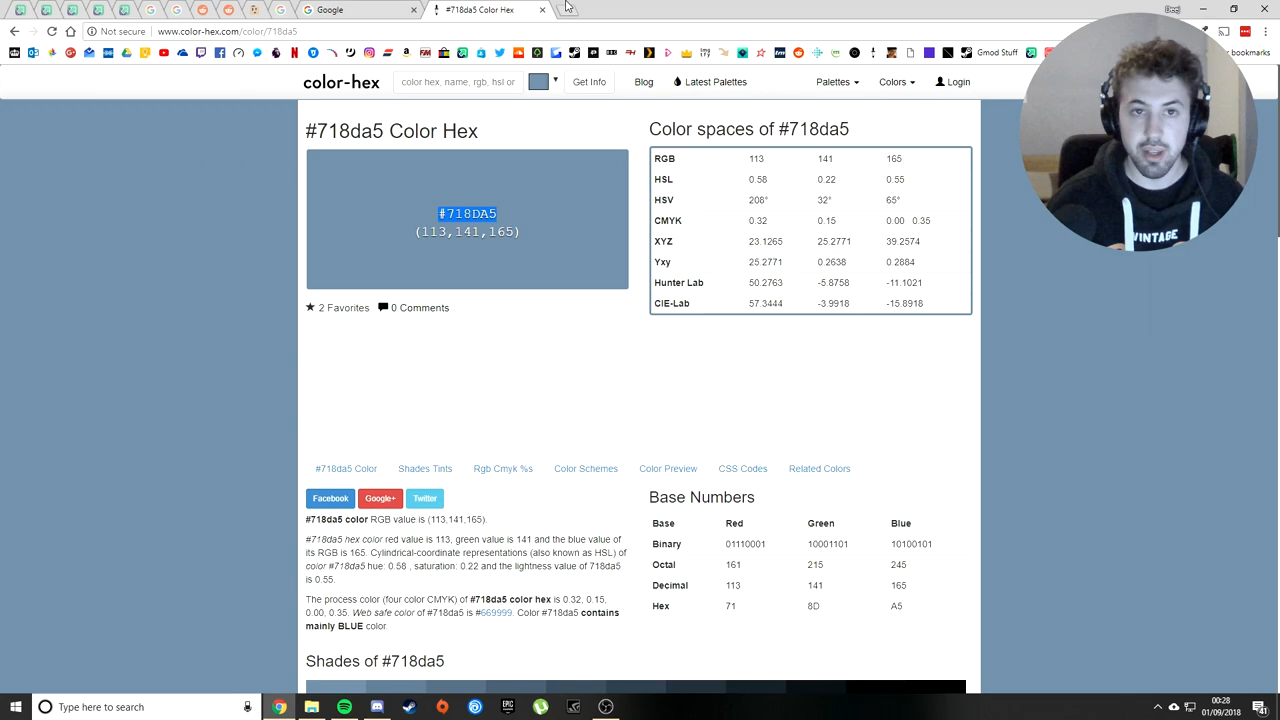 Google
#718da5 Color Hex
Not secure
www.color-hex.com/color/718da5
Gmod Stuff
bookmarks
color-hex
color hex, name, rgb, hsl or
Get Info
Blog
Latest Palettes
Palettes
Colors
Login
#718da5 Color Hex
#718DA5
(113,141,165)
2 Favorites
0 Comments
Color spaces of #718da5
RGB 113 141 165
HSL 0.58 0.22 0.55
HSV 208° 32° 65°
CMYK 0.32 0.15 0.00 0.35
XYZ 23.1265 25.2771 39.2574
Yxy 25.2771 0.2638 0.2884
Hunter Lab 50.2763 -5.8758 -11.1021
CIE-Lab 57.3444 -3.9918 -15.8918
VINTAGE
#718da5 Color
Shades Tints
Rgb Cmyk %s
Color Schemes
Color Preview
CSS Codes
Related Colors
Facebook
Google+
Twitter
#718da5 color RGB value is (113,141,165).
#718da5 hex color red value is 113, green value is 141 and the blue value of
its RGB is 165. Cylindrical-coordinate representations (also known as HSL) of
color #718da5 hue: 0.58 , saturation: 0.22 and the lightness value of 718da5
is 0.55.
The process color (four color CMYK) of #718da5 color hex is 0.32, 0.15,
0.00, 0.35. Web safe color of #718da5 is #669999. Color #718da5 contains
mainly BLUE color.
Base Numbers
Base Red Green Blue
Binary 01110001 10001101 10100101
Octal 161 215 245
Decimal 113 141 165
Hex 71 8D A5
Shades of #718da5
Type here to search
EPIC
00:28
01/09/2018
41